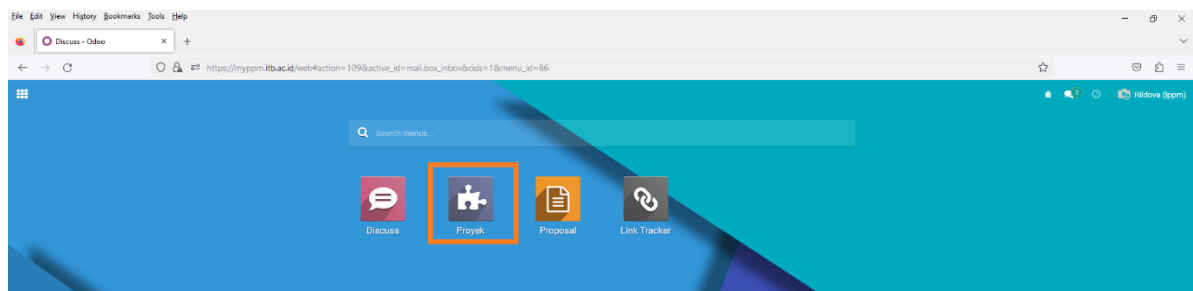 File Edit View History Bookmarks Tools Help
Discuss - Odoo
https://myppm.itb.ac.id/web#action=109&active_id=mail.box_inbox&cids=1&menu_id=86
2 Rildova (lppm)
Search menus...
Discuss Proyek Proposal Link Tracker